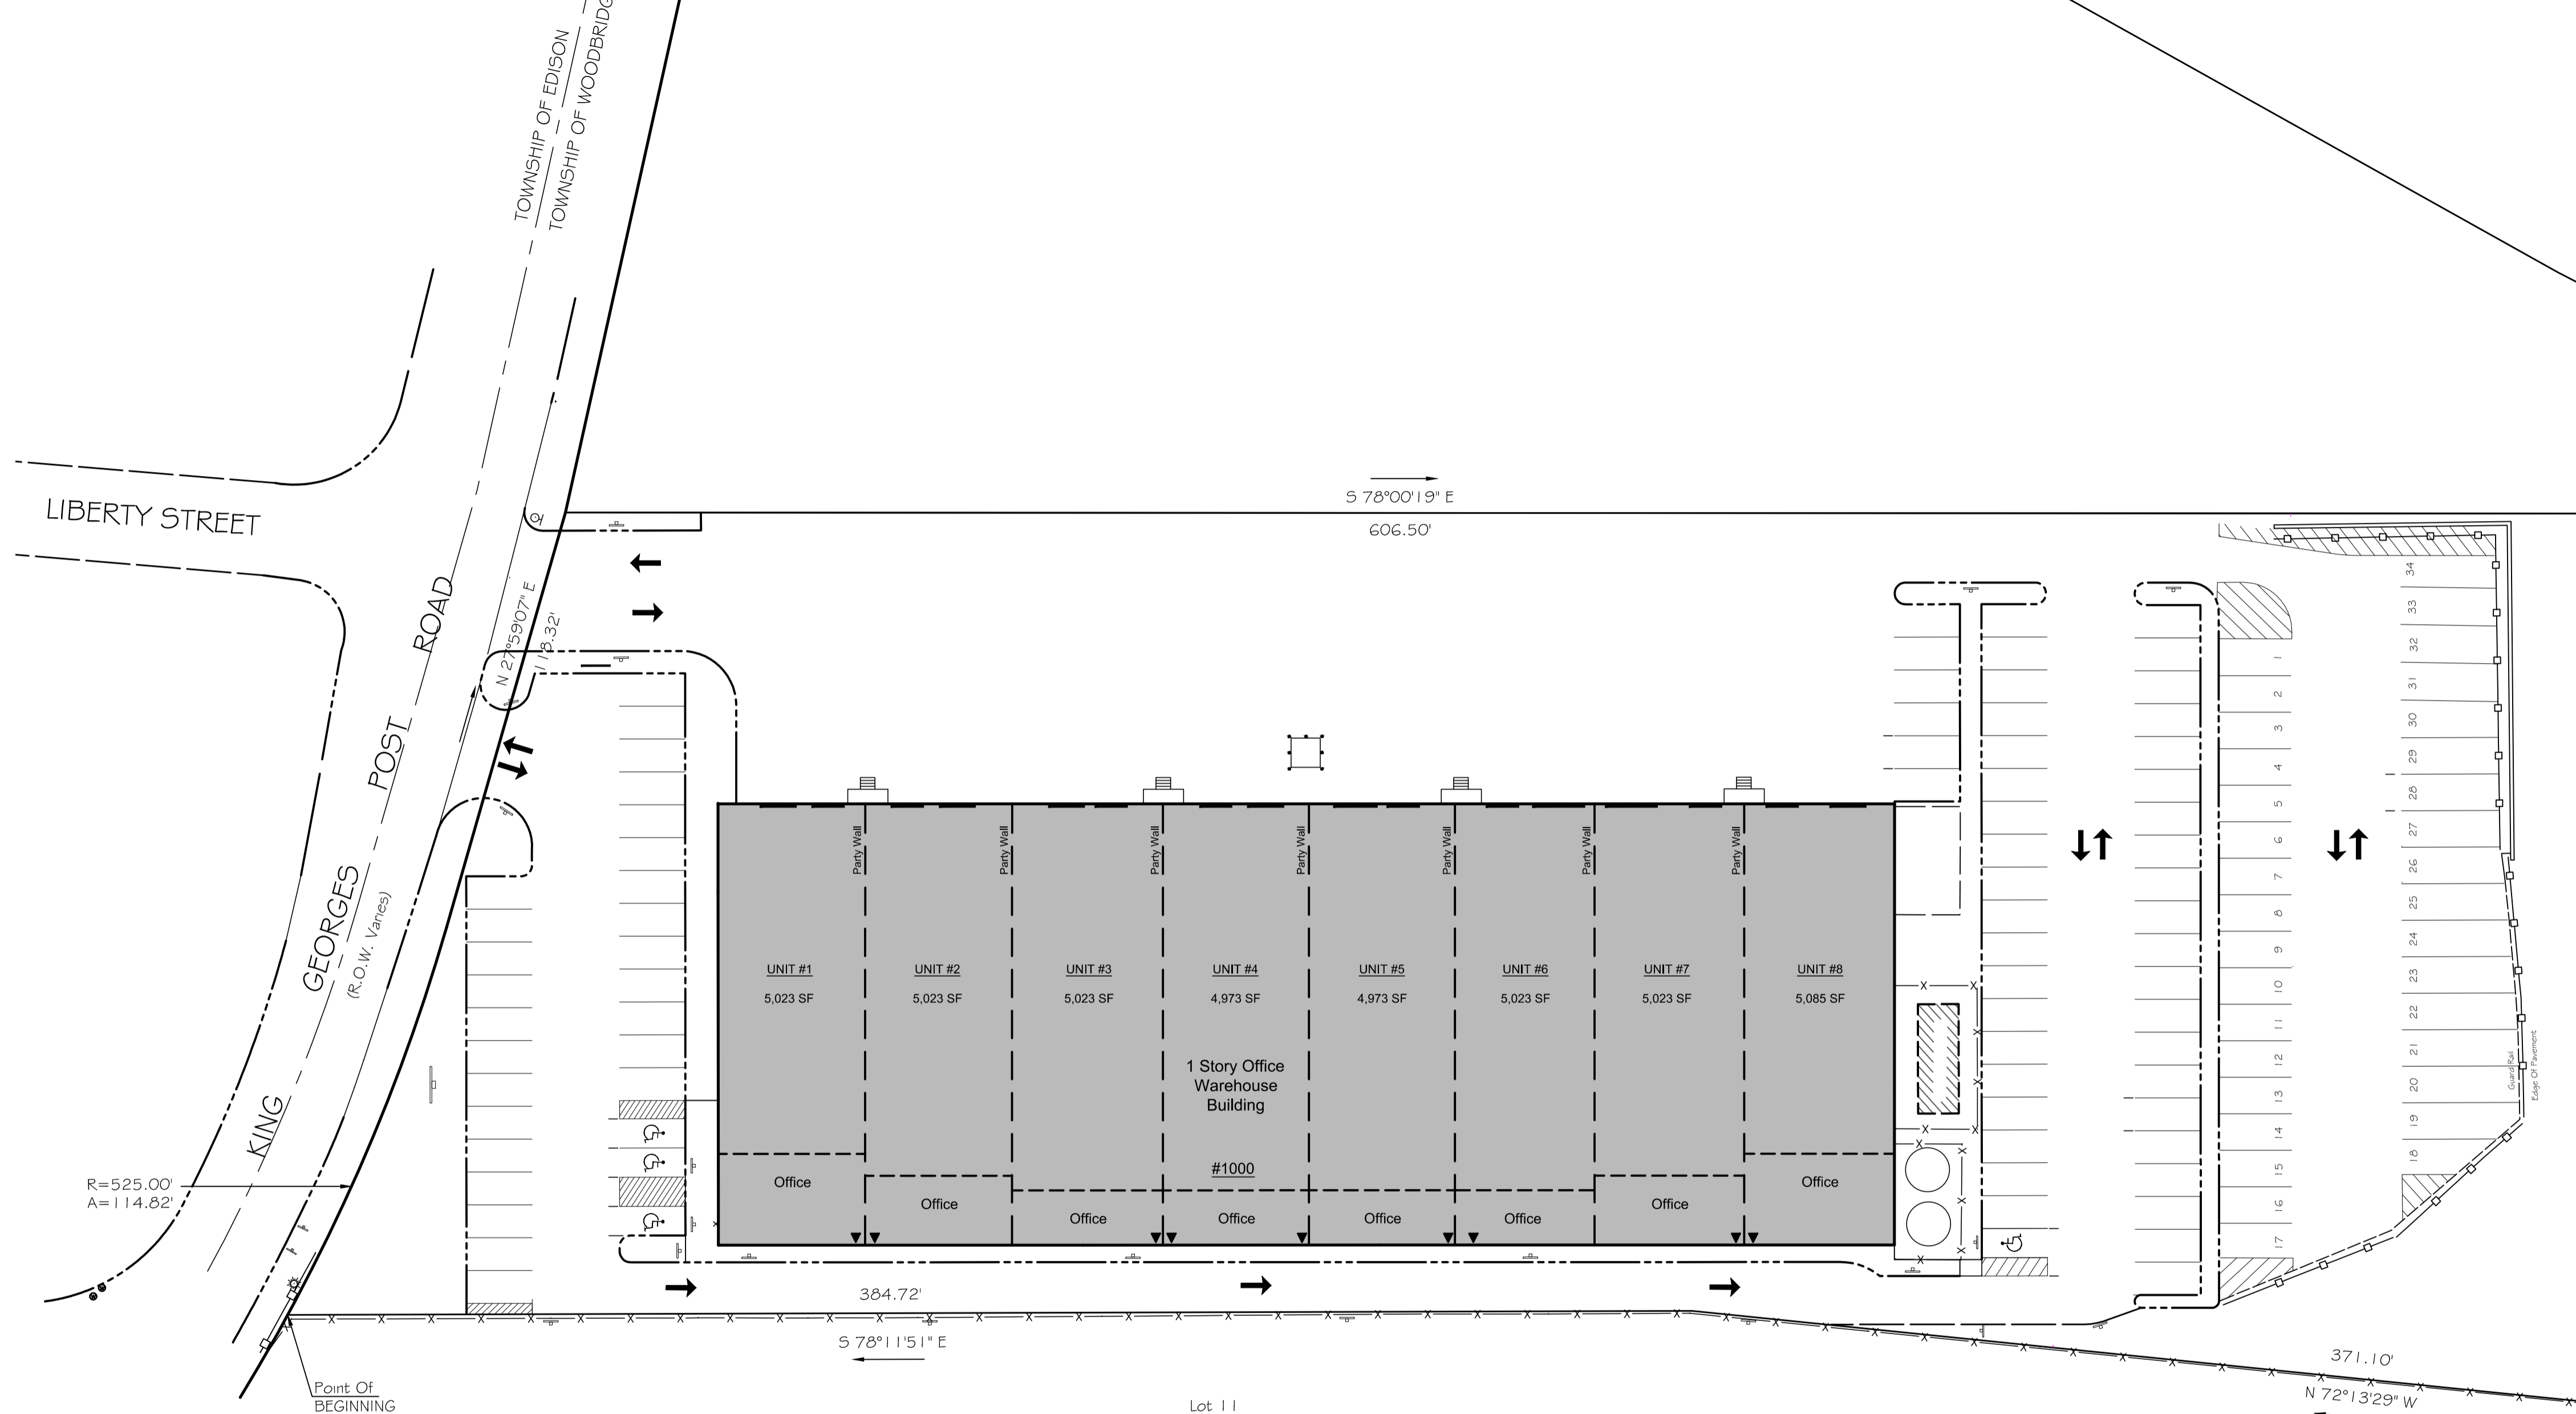 TOWNSHIP OF EDISON
TOWNSHIP OF WOODBRIDG
LIBERTY STREET
S 78°00'19" E
606.50'
N 27°59'07" E
118.32'
KING GEORGES POST ROAD
(R.O.W. Varies)
R=525.00'
A=114.82'
Party Wall
Party Wall
Party Wall
Party Wall
Party Wall
Party Wall
Party Wall
UNIT #1
5,023 SF
UNIT #2
5,023 SF
UNIT #3
5,023 SF
UNIT #4
4,973 SF
UNIT #5
4,973 SF
UNIT #6
5,023 SF
UNIT #7
5,023 SF
UNIT #8
5,085 SF
1 Story Office
Warehouse
Building
#1000
Office
Office
Office
Office
Office
Office
Office
Office
1
2
3
4
5
6
7
8
9
10
11
12
13
14
15
16
17
34
33
32
31
30
29
28
27
26
25
24
23
22
21
20
19
18
Guard Rail
Edge Of Pavement
384.72'
S 78°11'51" E
371.10'
N 72°13'29" W
Point Of
BEGINNING
Lot 11